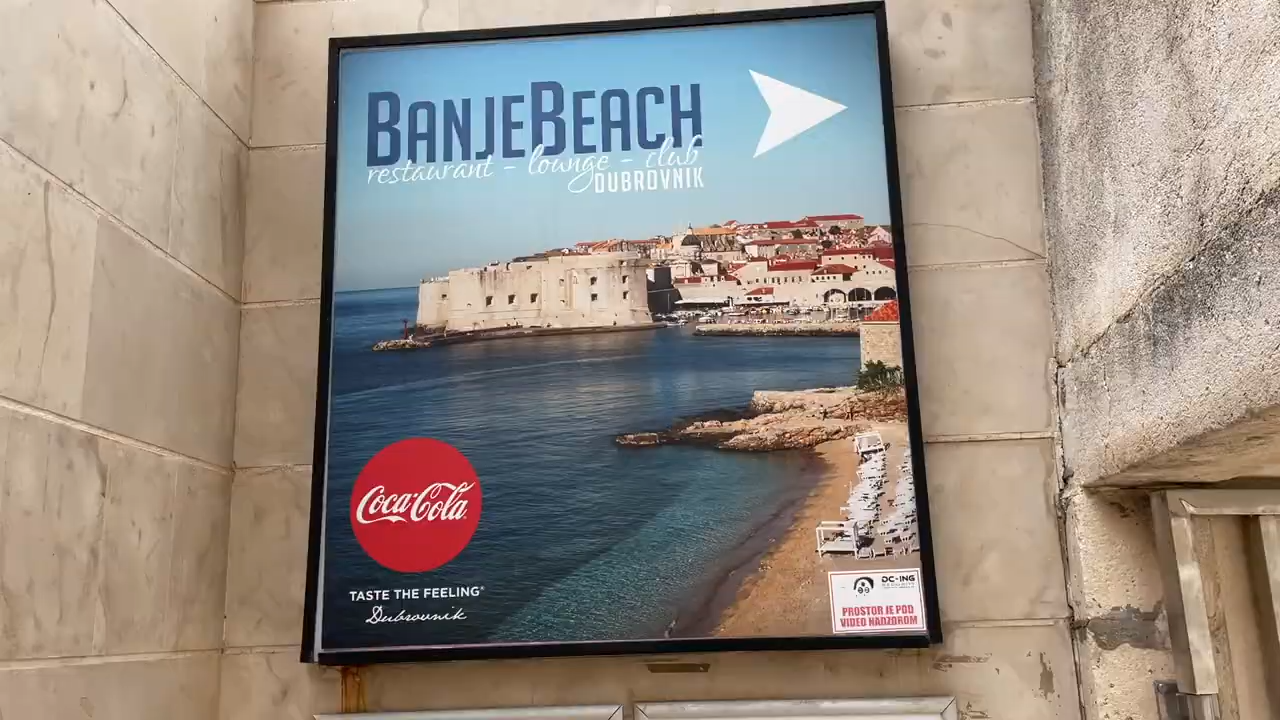 BANJEBEACH
restaurant - lounge - club
DUBROVNIK
Coca-Cola
TASTE THE FEELING®
Dubrovnik
DC-ING
PROSTOR JE POD
VIDEO NADZOROM